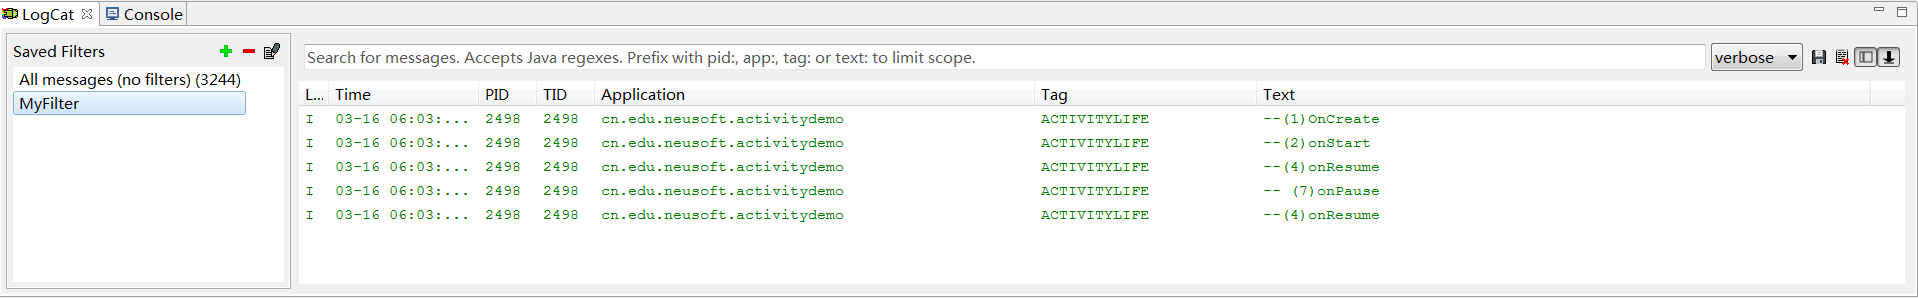 LogCat Console
Saved Filters
All messages (no filters) (3244)
MyFilter
Search for messages. Accepts Java regexes. Prefix with pid:, app:, tag: or text: to limit scope. verbose
L... Time PID TID Application Tag Text
I 03-16 06:03:... 2498 2498 cn.edu.neusoft.activitydemo ACTIVITYLIFE --(1)OnCreate
I 03-16 06:03:... 2498 2498 cn.edu.neusoft.activitydemo ACTIVITYLIFE --(2)onStart
I 03-16 06:03:... 2498 2498 cn.edu.neusoft.activitydemo ACTIVITYLIFE --(4)onResume
I 03-16 06:03:... 2498 2498 cn.edu.neusoft.activitydemo ACTIVITYLIFE -- (7)onPause
I 03-16 06:03:... 2498 2498 cn.edu.neusoft.activitydemo ACTIVITYLIFE --(4)onResume